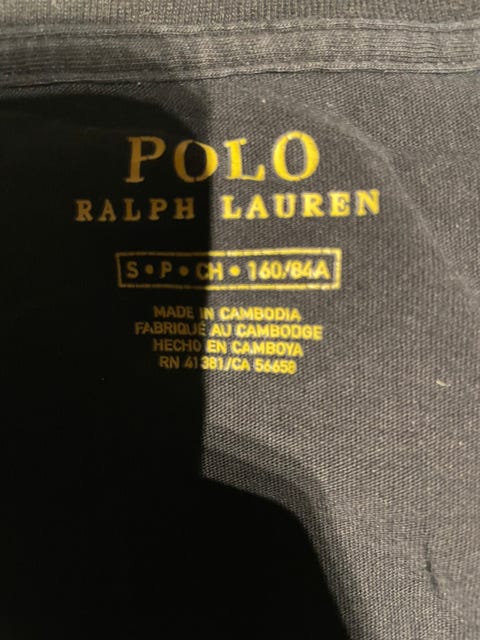 POLO
RALPH LAUREN
S • P • CH • 160/84A
MADE IN CAMBODIA
FABRIQUÉ AU CAMBODGE
HECHO EN CAMBOYA
RN 41381/CA 56658